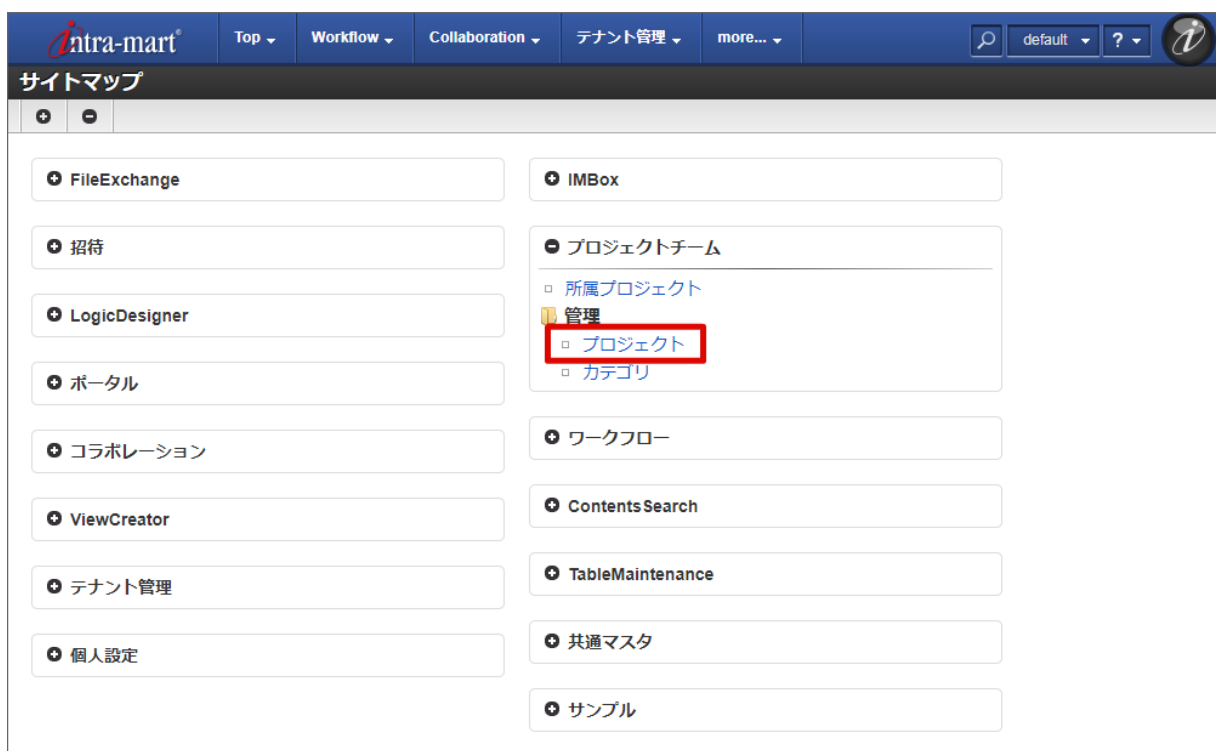 intra-mart® Top Workflow Collaboration テナント管理 more... default ?
サイトマップ
FileExchange
招待
LogicDesigner
ポータル
コラボレーション
ViewCreator
テナント管理
個人設定
IMBox
プロジェクトチーム
所属プロジェクト
管理
プロジェクト
カテゴリ
ワークフロー
ContentsSearch
TableMaintenance
共通マスタ
サンプル